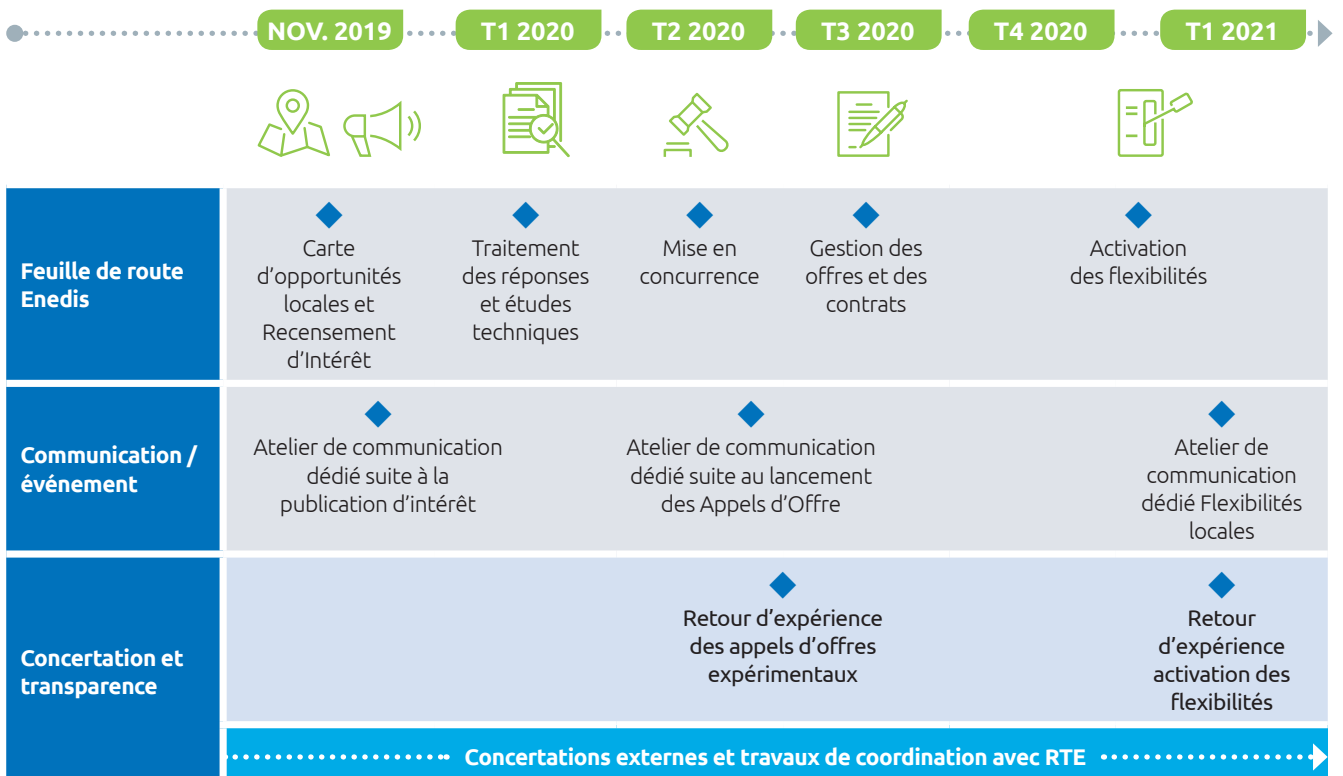 NOV. 2019
T1 2020
T2 2020
T3 2020
T4 2020
T1 2021
Feuille de route
Enedis
Carte
d’opportunités
locales et
Recensement
d’Intérêt
Traitement
des réponses
et études
techniques
Mise en
concurrence
Gestion des
offres et des
contrats
Activation
des flexibilités
Communication /
événement
Atelier de communication
dédié suite à la
publication d’intérêt
Atelier de communication
dédié suite au lancement
des Appels d’Offre
Atelier de
communication
dédié Flexibilités
locales
Concertation et
transparence
Retour d’expérience
des appels d’offres
expérimentaux
Retour
d’expérience
activation des
flexibilités
Concertations externes et travaux de coordination avec RTE